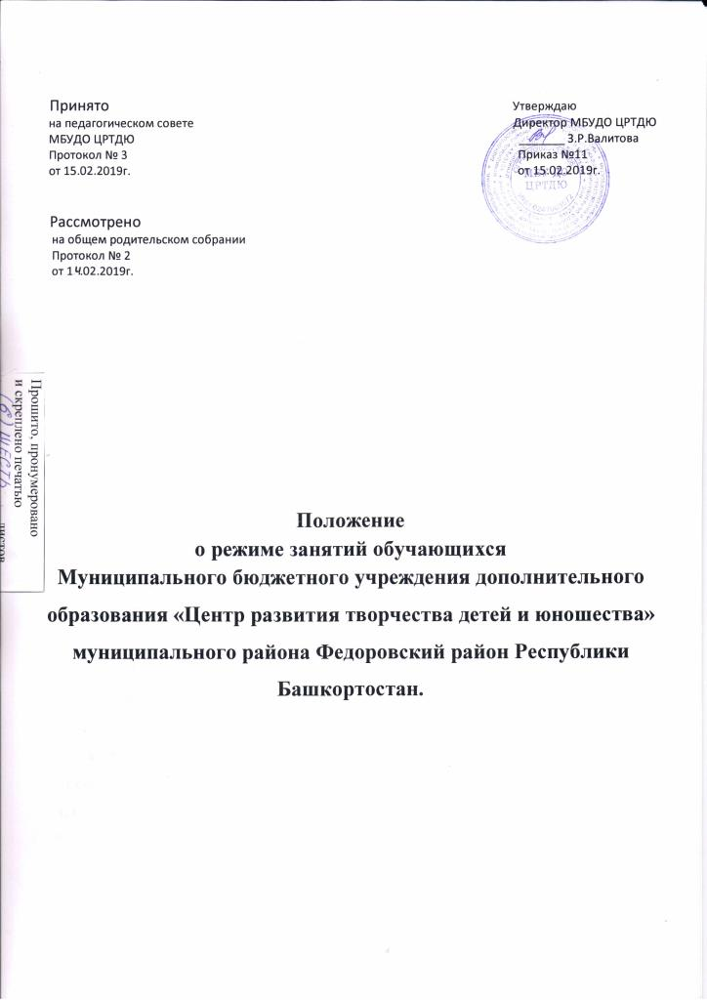 Принято
на педагогическом совете
МБУДО ЦРТДЮ
Протокол № 3
от 15.02.2019г.
Утверждаю
Директор МБУДО ЦРТДЮ
З.Р.Валитова
Приказ №11
от 15.02.2019г.
ЦРТДЮ
Рассмотрено
на общем родительском собрании
Протокол № 2
от 14.02.2019г.
Прошито, пронумеровано
и скреплено печатью
(6) шесть
листов
Положение
о режиме занятий обучающихся
Муниципального бюджетного учреждения дополнительного
образования «Центр развития творчества детей и юношества»
муниципального района Федоровский район Республики
Башкортостан.